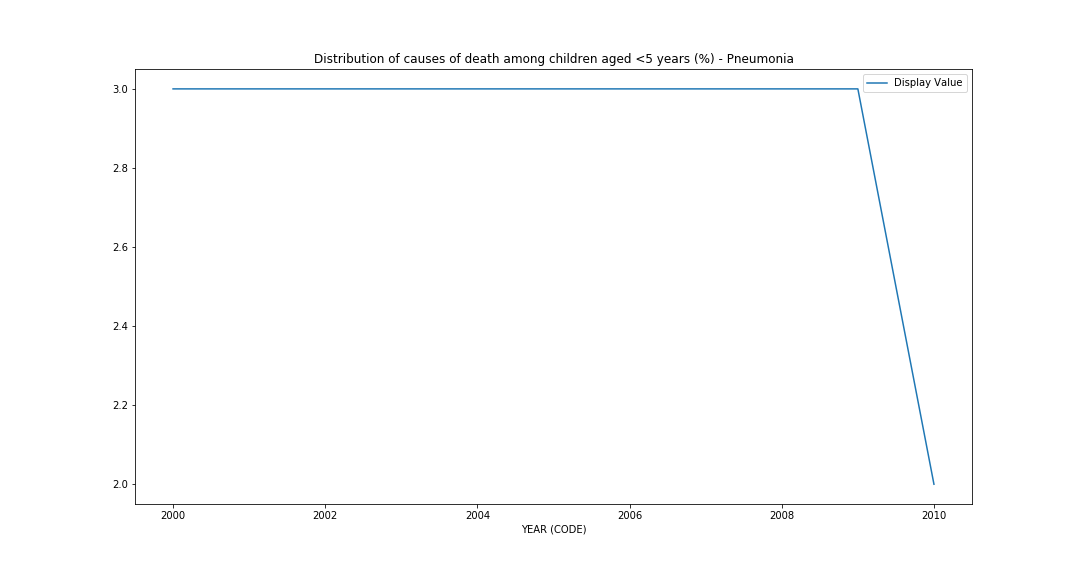 Distribution of causes of death among children aged <5 years (%) - Pneumonia
Display Value
3.0
2.8
2.6
2.4
2.2
2.0
2000 2002 2004 2006 2008 2010
YEAR (CODE)